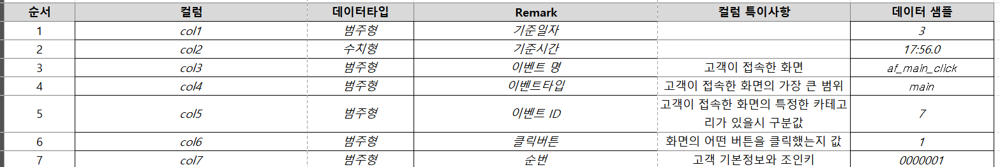 순서 컬럼 데이터타입 Remark 컬럼 특이사항 데이터 샘플
1 col1 범주형 기준일자 3
2 col2 수치형 기준시간 17:56.0
3 col3 범주형 이벤트 명 고객이 접속한 화면 af_main_click
4 col4 범주형 이벤트타입 고객이 접속한 화면의 가장 큰 범위 main
5 col5 범주형 이벤트 ID 고객이 접속한 화면의 특정한 카테고
리가 있을시 구분값 7
6 col6 범주형 클릭버튼 화면의 어떤 버튼을 클릭했는지 값 1
7 col7 범주형 순번 고객 기본정보와 조인키 0000001